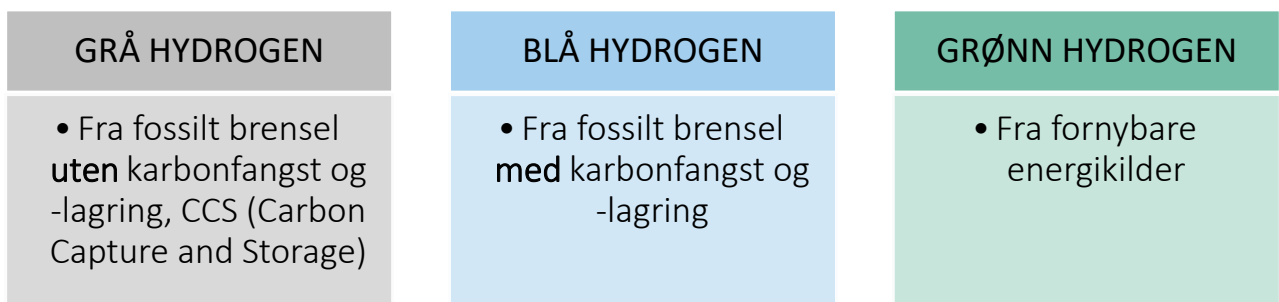 GRÅ HYDROGEN
• Fra fossilt brensel
uten karbonfangst og
-lagring, CCS (Carbon
Capture and Storage)
BLÅ HYDROGEN
• Fra fossilt brensel
med karbonfangst og
-lagring
GRØNN HYDROGEN
• Fra fornybare
energikilder